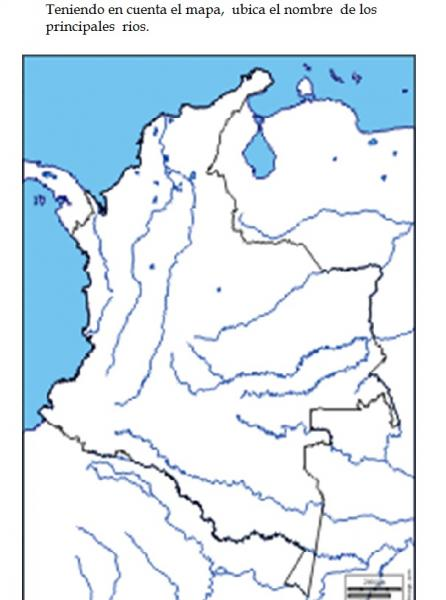 Teniendo en cuenta el mapa, ubica el nombre de los
principales rios.